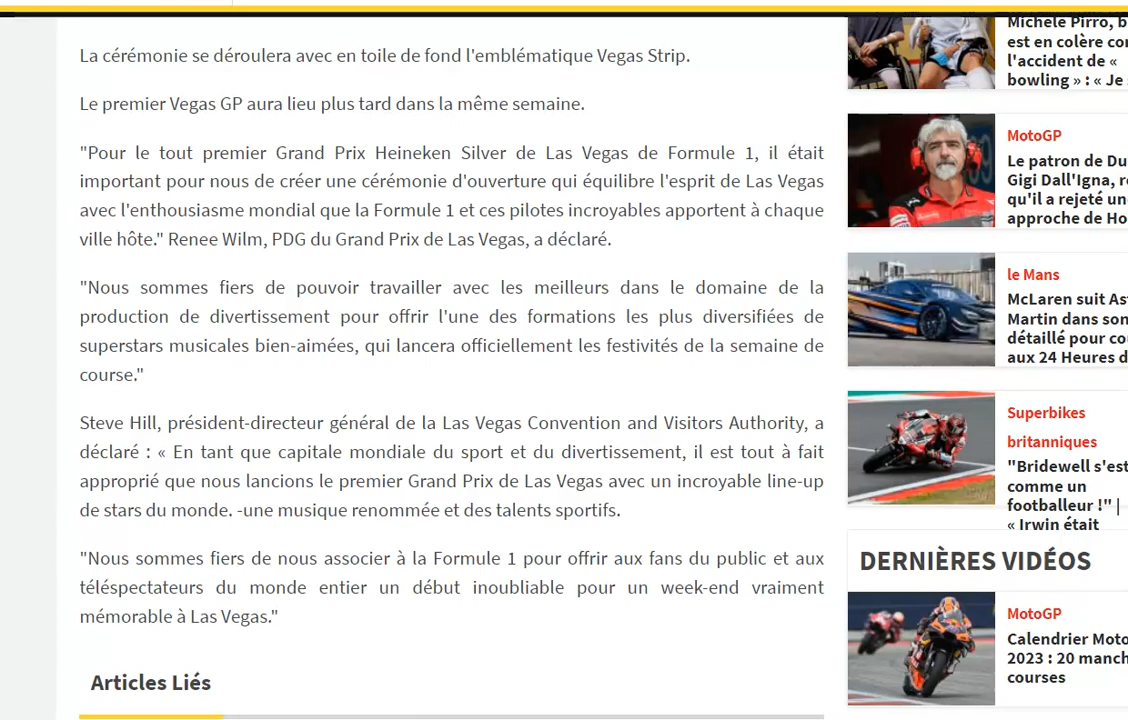 La cérémonie se déroulera avec en toile de fond l'emblématique Vegas Strip.
Le premier Vegas GP aura lieu plus tard dans la même semaine.
"Pour le tout premier Grand Prix Heineken Silver de Las Vegas de Formule 1, il était
important pour nous de créer une cérémonie d'ouverture qui équilibre l'esprit de Las Vegas
avec l'enthousiasme mondial que la Formule 1 et ces pilotes incroyables apportent à chaque
ville hôte." Renee Wilm, PDG du Grand Prix de Las Vegas, a déclaré.
"Nous sommes fiers de pouvoir travailler avec les meilleurs dans le domaine de la
production de divertissement pour offrir l'une des formations les plus diversifiées de
superstars musicales bien-aimées, qui lancera officiellement les festivités de la semaine de
course."
Steve Hill, président-directeur général de la Las Vegas Convention and Visitors Authority, a
déclaré : « En tant que capitale mondiale du sport et du divertissement, il est tout à fait
approprié que nous lancions le premier Grand Prix de Las Vegas avec un incroyable line-up
de stars du monde. -une musique renommée et des talents sportifs.
"Nous sommes fiers de nous associer à la Formule 1 pour offrir aux fans du public et aux
téléspectateurs du monde entier un début inoubliable pour un week-end vraiment
mémorable à Las Vegas."
Articles Liés
Michele Pirro, b
est en colère con
l'accident de «
bowling » : « Je
MotoGP
Le patron de Du
Gigi Dall'Igna, r
qu'il a rejeté un
approche de Ho
le Mans
McLaren suit As
Martin dans son
détaillé pour co
aux 24 Heures d
Superbikes
britanniques
"Bridewell s'est
comme un
footballeur !" |
« Irwin était
DERNIÈRES VIDÉOS
MotoGP
Calendrier Moto
2023 : 20 manch
courses